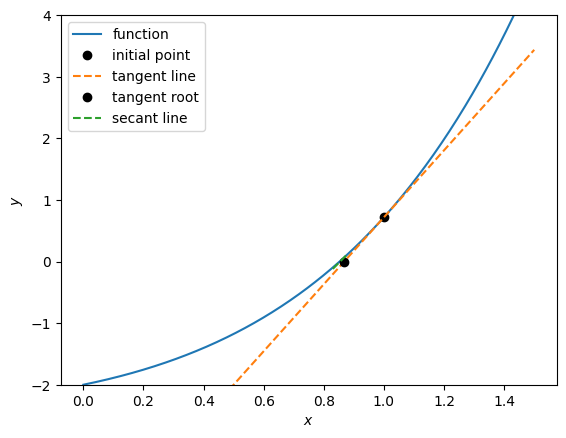 function
initial point
tangent line
tangent root
secant line
4
3
2
1
0
−1
−2
y
0.0 0.2 0.4 0.6 0.8 1.0 1.2 1.4
x